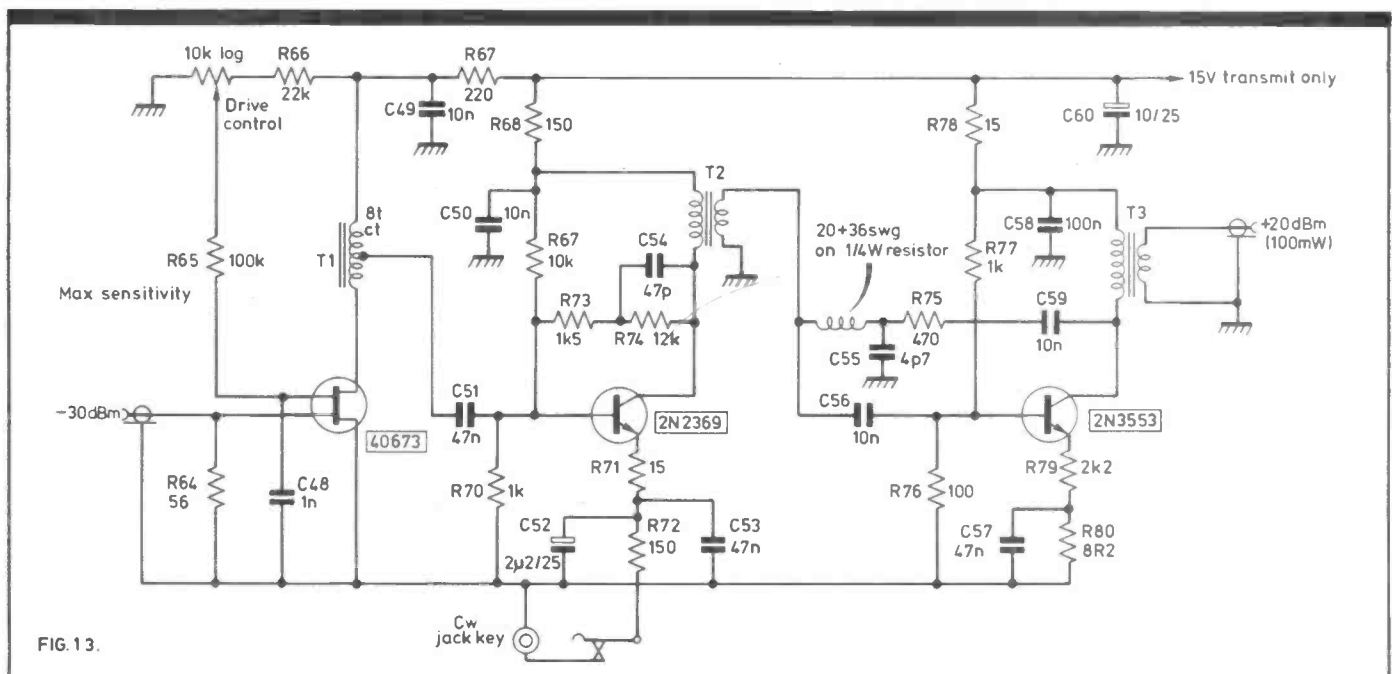 10k log
R66
22k
R67
220
Drive
control
C49
10n
R68
150
15V transmit only
R78
15
C60
10/25
8t
ct
T1
R65
100k
Max sensitivity
C50
10n
R67
10k
C54
47p
T2
20+36swg
on 1/4W resistor
C58
100n
T3
+20dBm
(100mW)
R77
1k
R73
1k5
R74
12k
R75
470
C59
10n
C55
4p7
-30dBm
40673
C51
47n
2N2369
C56
10n
2N3553
R64
56
C48
1n
R70
1k
R71
15
C52
2µ2/25
R72
150
C53
47n
R76
100
R79
2k2
C57
47n
R80
8R2
Cw
jack key
FIG.13.